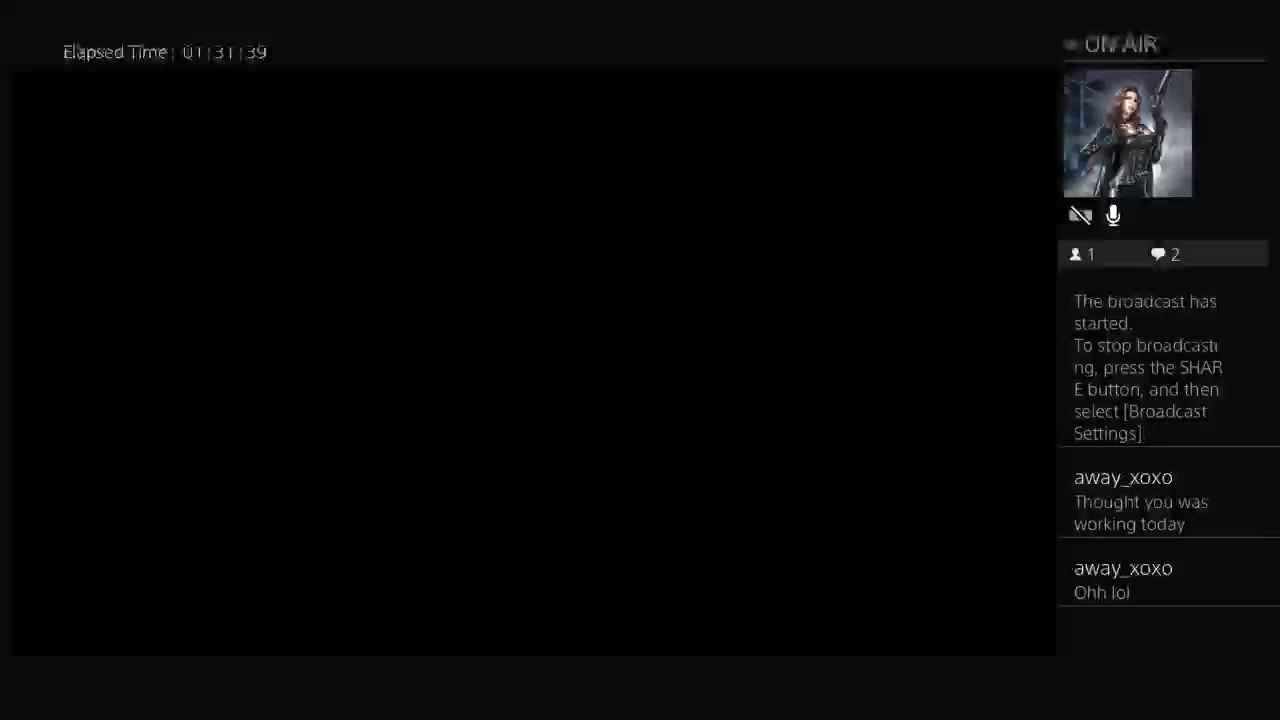 Elapsed Time | 01:31:39
ON AIR
1
2
The broadcast has
started.
To stop broadcasti
ng, press the SHAR
E button, and then
select [Broadcast
Settings]
away_xoxo
Thought you was
working today
away_xoxo
Ohh lol